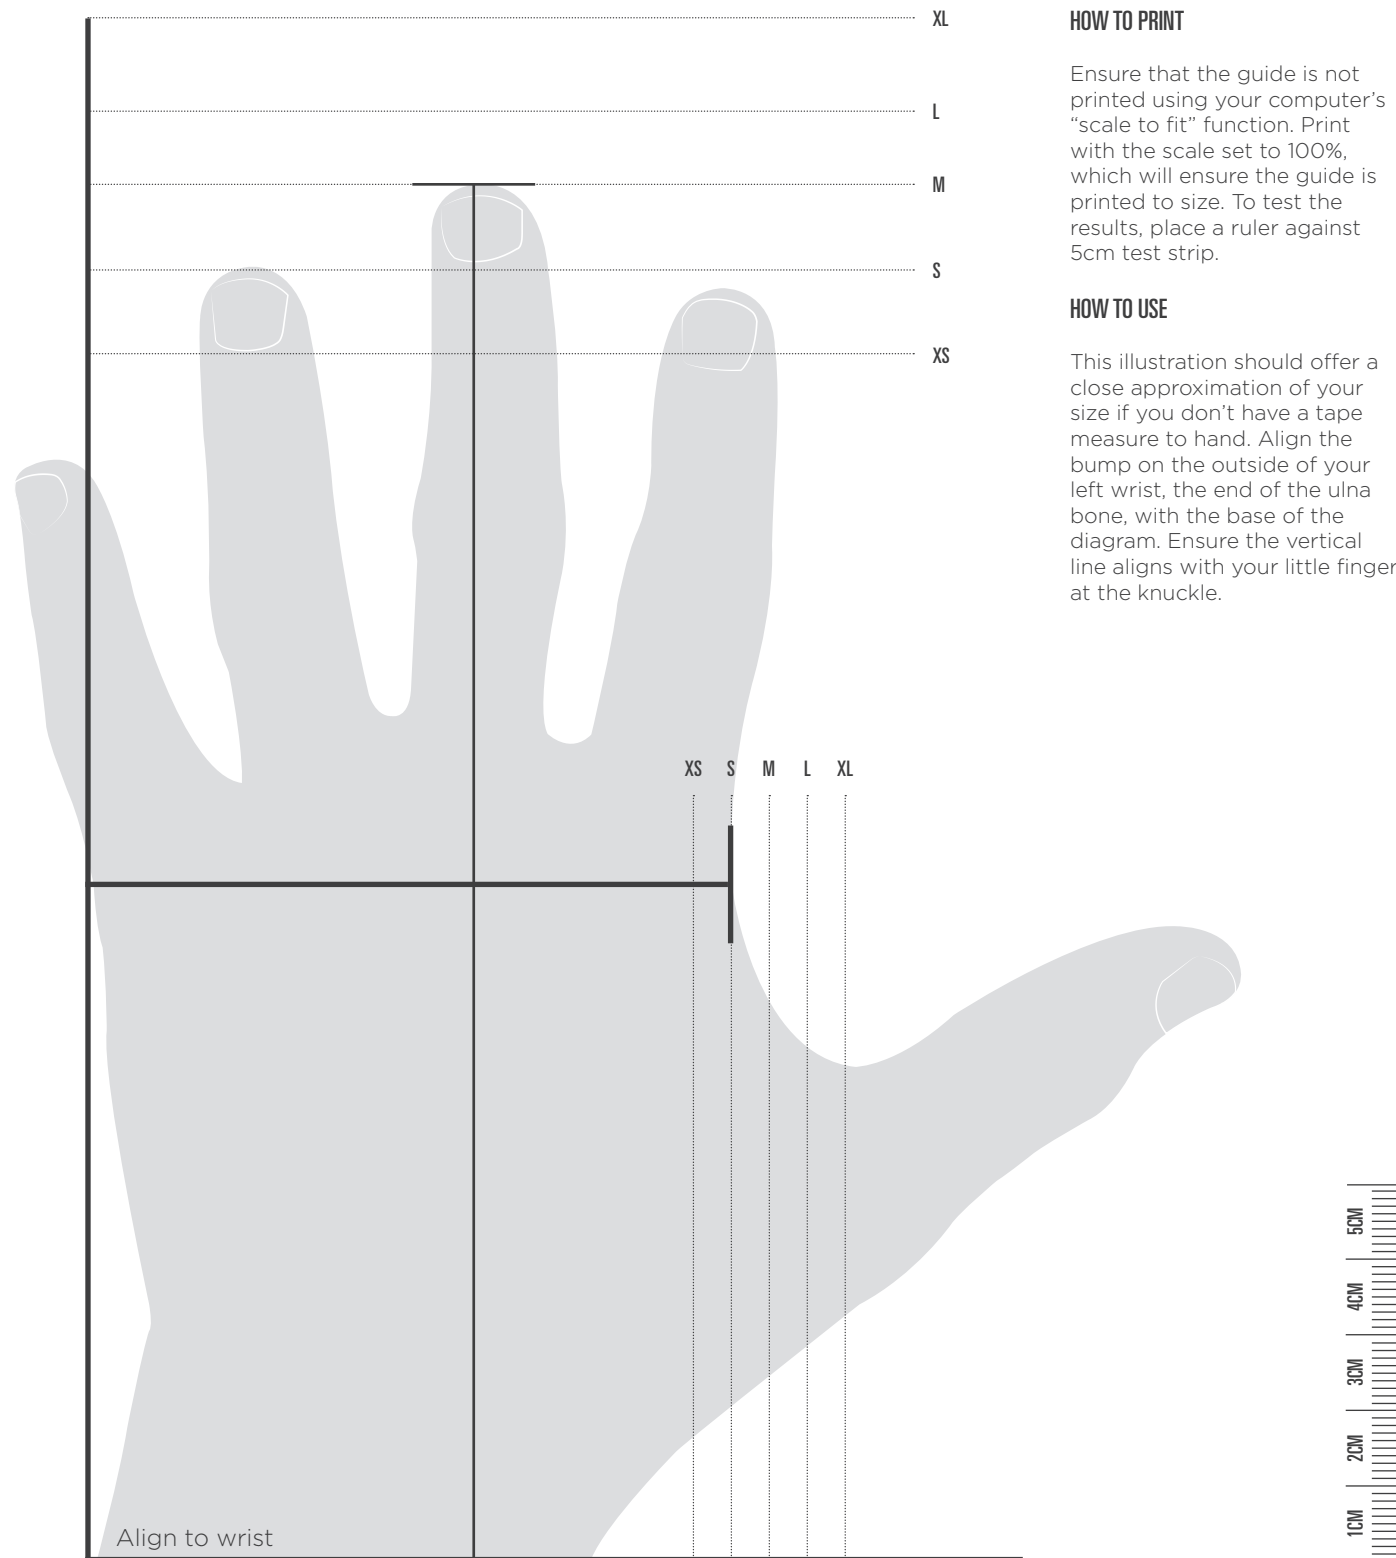 XL
L
M
S
XS
HOW TO PRINT
Ensure that the guide is not
printed using your computer’s
“scale to fit” function. Print
with the scale set to 100%,
which will ensure the guide is
printed to size. To test the
results, place a ruler against
5cm test strip.
HOW TO USE
This illustration should offer a
close approximation of your
size if you don’t have a tape
measure to hand. Align the
bump on the outside of your
left wrist, the end of the ulna
bone, with the base of the
diagram. Ensure the vertical
line aligns with your little finger
at the knuckle.
XS S M L XL
5CM
4CM
3CM
2CM
1CM
Align to wrist